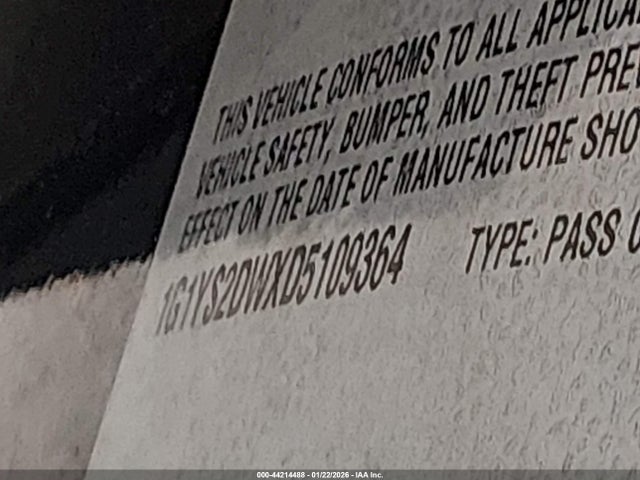 THIS VEHICLE CONFORMS TO ALL APPLICA
VEHICLE SAFETY, BUMPER, AND THEFT PRE
EFFECT ON THE DATE OF MANUFACTURE SHO
1G1YS2DWXD5109364 TYPE: PASS C
000-44214488 - 01/22/2026 - IAA Inc.